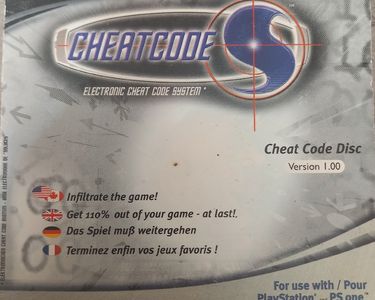 CHEATCODE S
ELECTRONIC CHEAT CODE SYSTEM *
Cheat Code Disc
Version 1.00
Infiltrate the game!
Get 110% out of your game - at last!
Das Spiel muß weitergehen
Terminez enfin vos jeux favoris !
For use with / Pour
PlayStation® PS one™
* ELECTRONIQUE